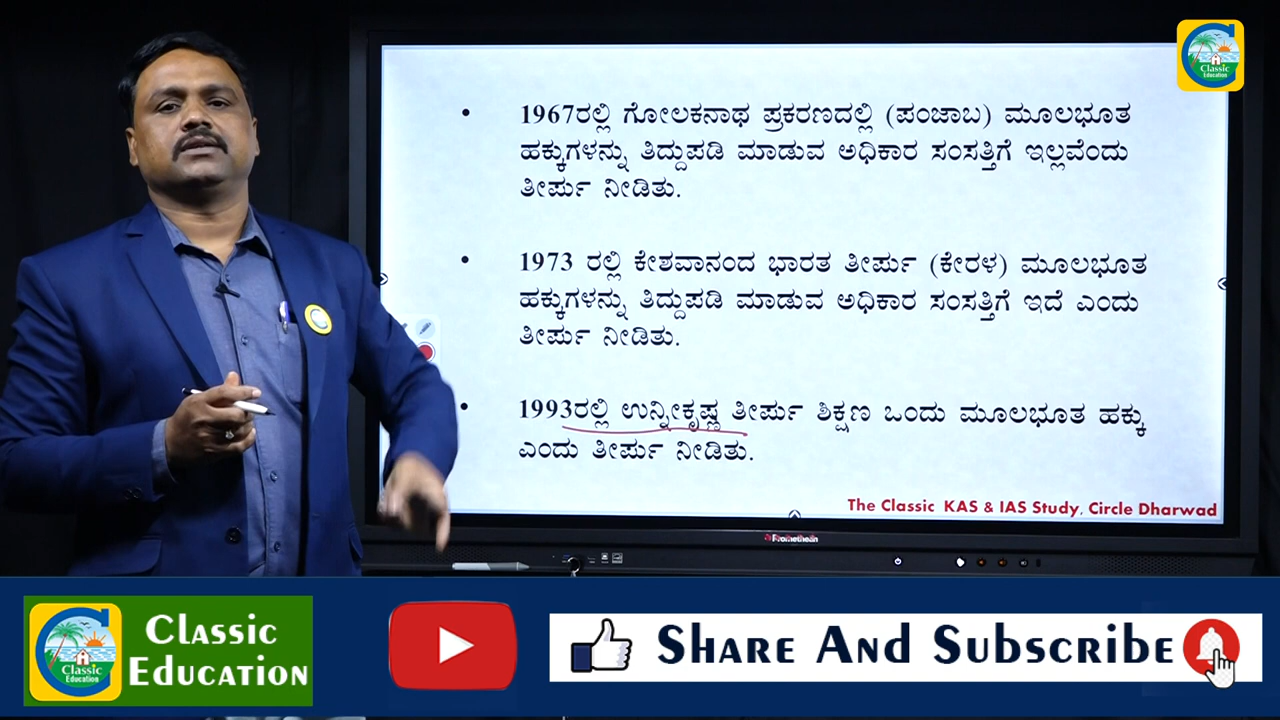 Classic
Education
• 1967ರಲ್ಲಿ ಗೋಲಕನಾಥ ಪ್ರಕರಣದಲ್ಲಿ (ಪಂಜಾಬ) ಮೂಲಭೂತ
ಹಕ್ಕುಗಳನ್ನು ತಿದ್ದುಪಡಿ ಮಾಡುವ ಅಧಿಕಾರ ಸಂಸತ್ತಿಗೆ ಇಲ್ಲವೆಂದು
ತೀರ್ಪು ನೀಡಿತು.
• 1973 ರಲ್ಲಿ ಕೇಶವಾನಂದ ಭಾರತ ತೀರ್ಪು (ಕೇರಳ) ಮೂಲಭೂತ
ಹಕ್ಕುಗಳನ್ನು ತಿದ್ದುಪಡಿ ಮಾಡುವ ಅಧಿಕಾರ ಸಂಸತ್ತಿಗೆ ಇದೆ ಎಂದು
ತೀರ್ಪು ನೀಡಿತು.
• 1993ರಲ್ಲಿ ಉನ್ನೀಕೃಷ್ಣ ತೀರ್ಪು ಶಿಕ್ಷಣ ಒಂದು ಮೂಲಭೂತ ಹಕ್ಕು
ಎಂದು ತೀರ್ಪು ನೀಡಿತು.
The Classic KAS & IAS Study, Circle Dharwad
Promethean
Classic
Education
Classic
Education
Share And Subscribe